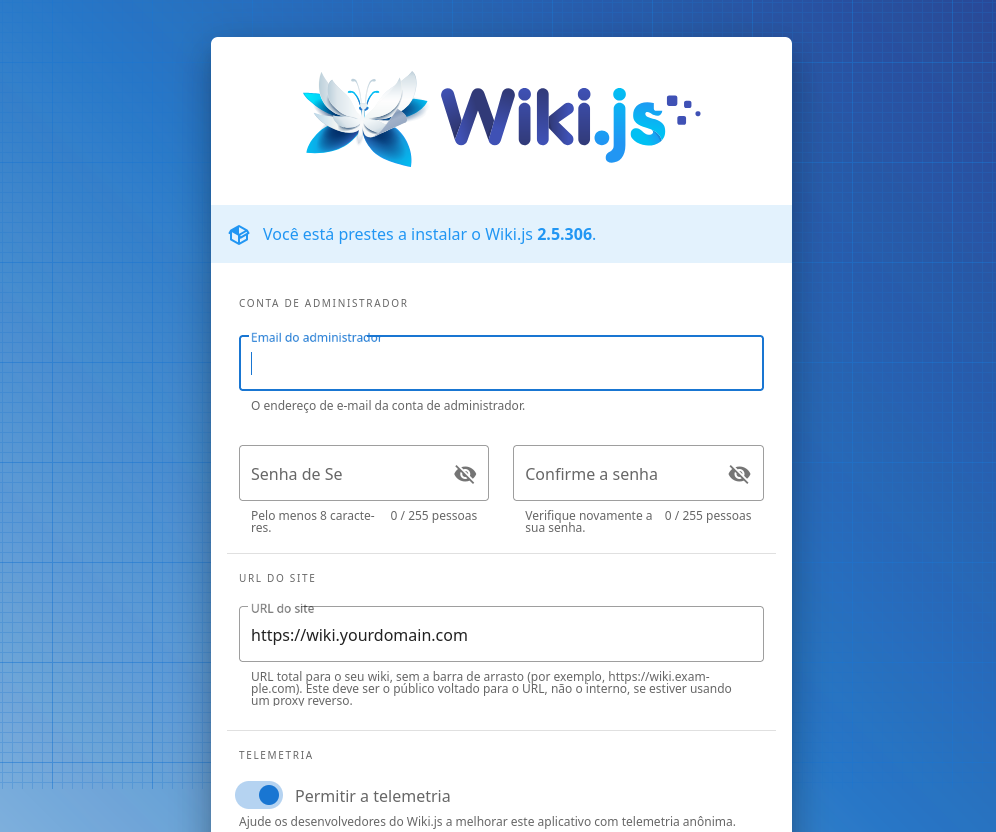 Wiki.js
Você está prestes a instalar o Wiki.js 2.5.306.
CONTA DE ADMINISTRADOR
Email do administrador
O endereço de e-mail da conta de administrador.
Senha de Se
Confirme a senha
Pelo menos 8 caracte-
res.
0 / 255 pessoas
Verifique novamente a
sua senha.
0 / 255 pessoas
URL DO SITE
URL do site
https://wiki.yourdomain.com
URL total para o seu wiki, sem a barra de arrasto (por exemplo, https://wiki.exam-
ple.com). Este deve ser o público voltado para o URL, não o interno, se estiver usando
um proxy reverso.
TELEMETRIA
Permitir a telemetria
Ajude os desenvolvedores do Wiki.js a melhorar este aplicativo com telemetria anônima.